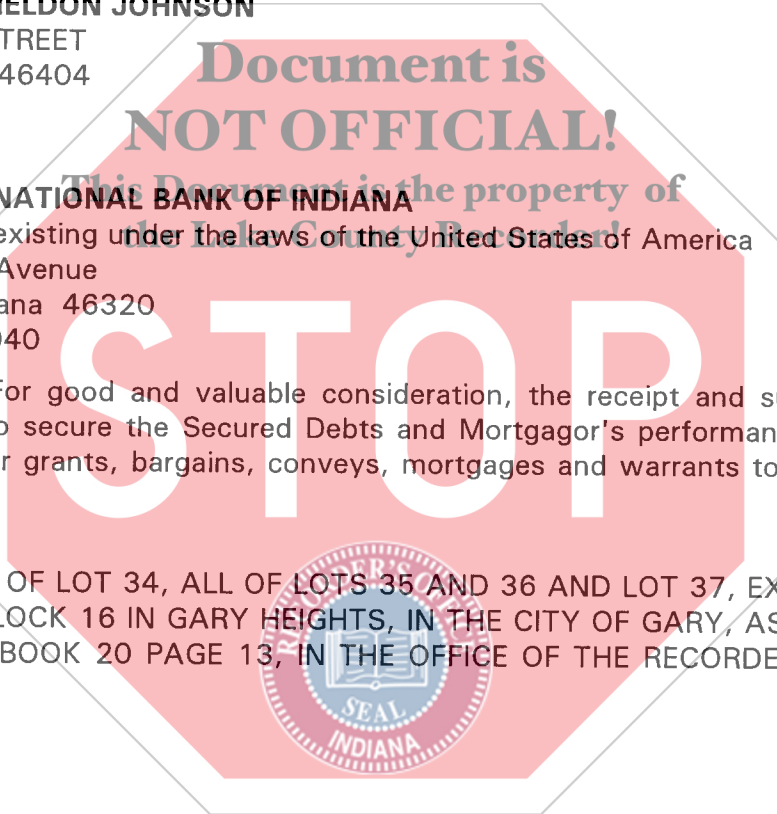 HELDON JOHNSON
TREET
46404
Document is
NOT OFFICIAL!
This Document is the property of
the Lake County Recorder!
NATIONAL BANK OF INDIANA
existing under the laws of the United States of America
Avenue
ana 46320
040
For good and valuable consideration, the receipt and su
o secure the Secured Debts and Mortgagor's performan
r grants, bargains, conveys, mortgages and warrants to
STOP
OF LOT 34, ALL OF LOTS 35 AND 36 AND LOT 37, EX
LOCK 16 IN GARY HEIGHTS, IN THE CITY OF GARY, AS
BOOK 20 PAGE 13, IN THE OFFICE OF THE RECORDE
RECORDER'S OFFICE
SEAL
INDIANA